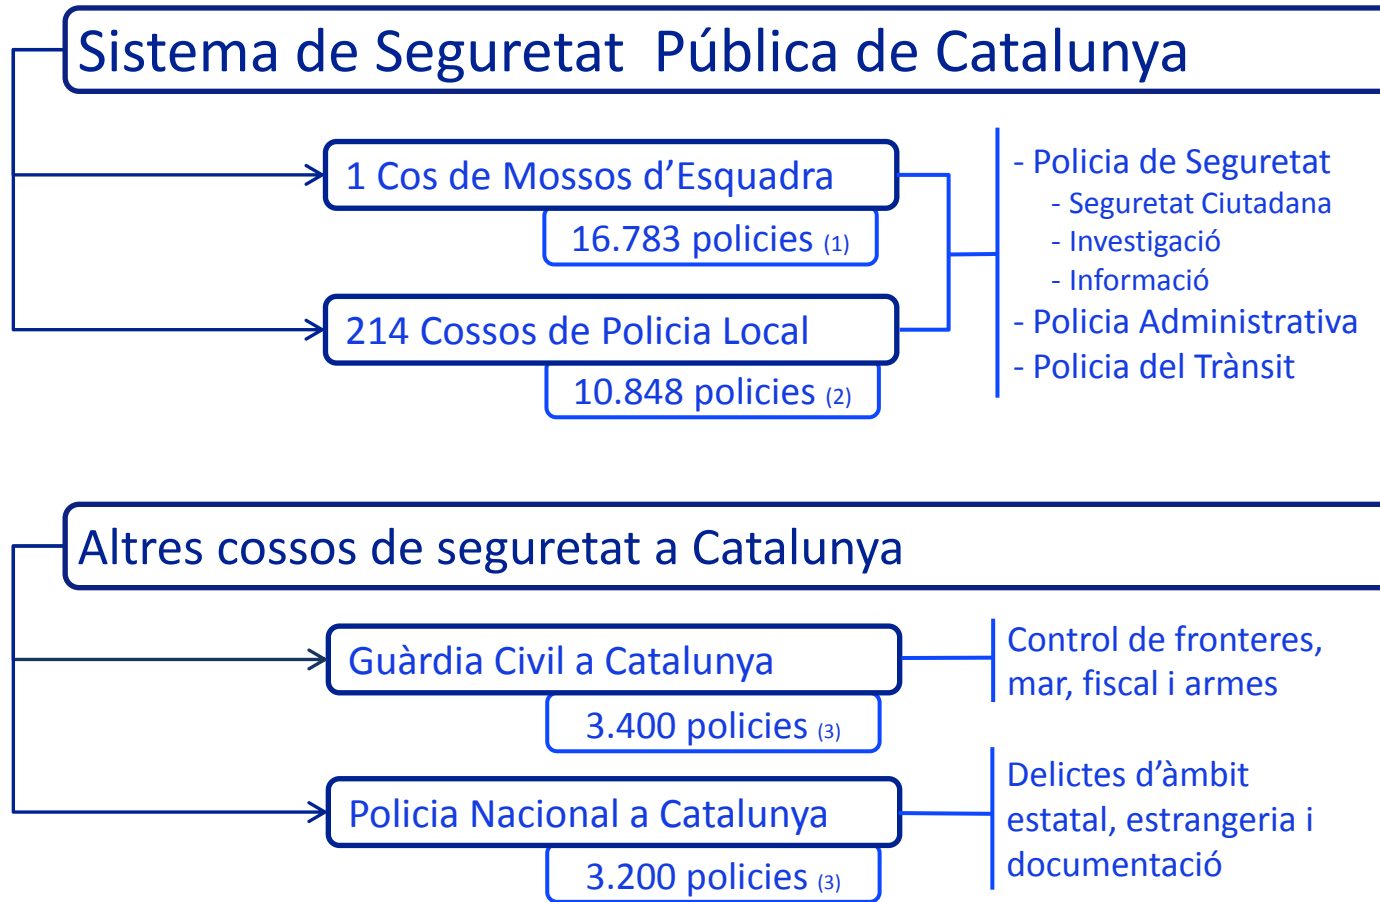 Sistema de Seguretat  Pública de Catalunya
1 Cos de Mossos d’Esquadra
16.783 policies (1)
214 Cossos de Policia Local
10.848 policies (2)
- Policia de Seguretat
- Seguretat Ciutadana
- Investigació
- Informació
- Policia Administrativa
- Policia del Trànsit
Altres cossos de seguretat a Catalunya
Guàrdia Civil a Catalunya
3.400 policies (3)
Control de fronteres,
mar, fiscal i armes
Policia Nacional a Catalunya
3.200 policies (3)
Delictes d’àmbit
estatal, estrangeria i
documentació